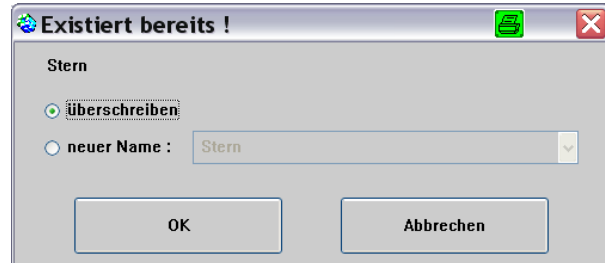 Existiert bereits !
Stern
überschreiben
neuer Name : Stern
OK Abbrechen